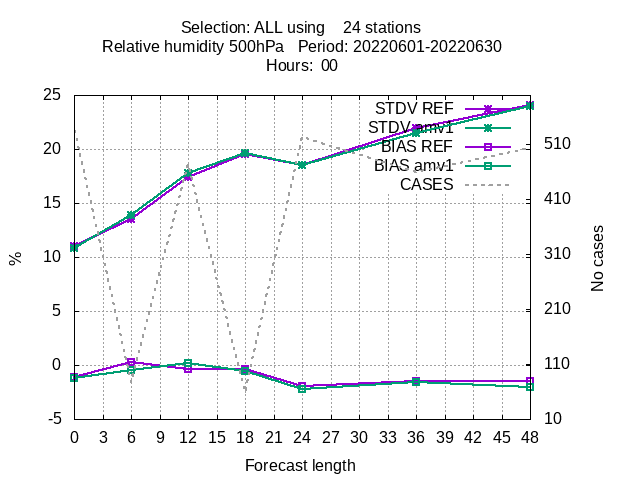 Selection: ALL using 24 stations
Relative humidity 500hPa Period: 20220601-20220630
Hours: 00
STDV REF
STDV amv1
BIAS REF
BIAS amv1
CASES
25
20
15
10
5
0
-5
%
510
410
310
210
110
10
No cases
0 3 6 9 12 15 18 21 24 27 30 33 36 39 42 45 48
Forecast length